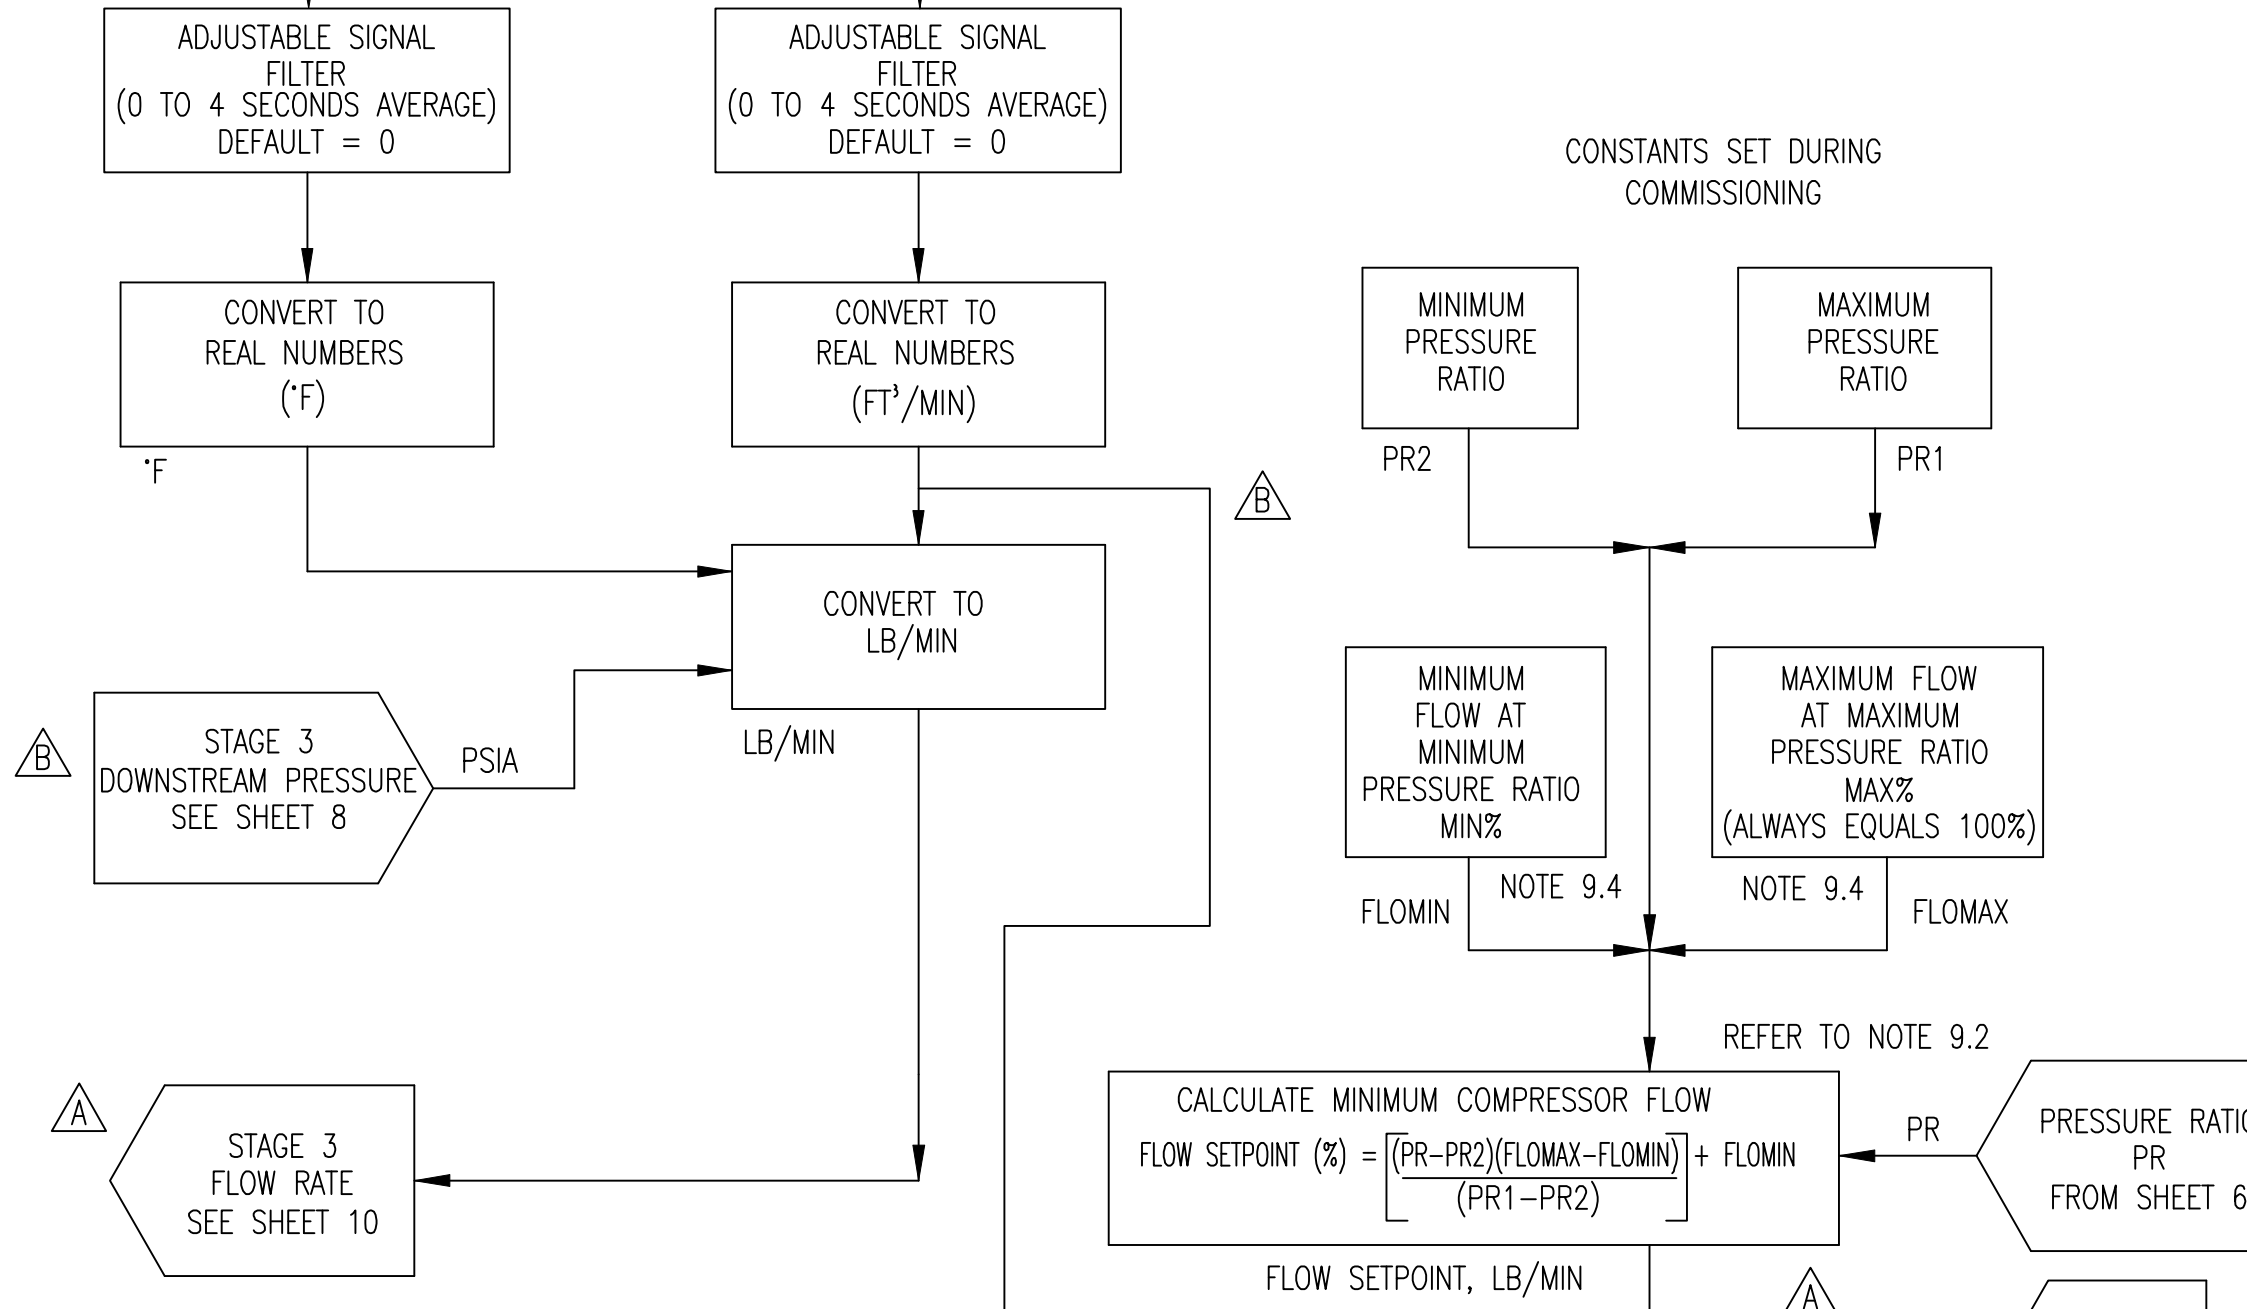 ADJUSTABLE SIGNAL
FILTER
(0 TO 4 SECONDS AVERAGE)
DEFAULT = 0
ADJUSTABLE SIGNAL
FILTER
(0 TO 4 SECONDS AVERAGE)
DEFAULT = 0
CONSTANTS SET DURING
COMMISSIONING
CONVERT TO
REAL NUMBERS
(°F)
°F
CONVERT TO
REAL NUMBERS
(FT³/MIN)
MINIMUM
PRESSURE
RATIO
PR2
MAXIMUM
PRESSURE
RATIO
PR1
B
CONVERT TO
LB/MIN
LB/MIN
B
STAGE 3
DOWNSTREAM PRESSURE
SEE SHEET 8
PSIA
MINIMUM
FLOW AT
MINIMUM
PRESSURE RATIO
MIN%
NOTE 9.4
FLOMIN
MAXIMUM FLOW
AT MAXIMUM
PRESSURE RATIO
MAX%
(ALWAYS EQUALS 100%)
NOTE 9.4
FLOMAX
REFER TO NOTE 9.2
A
STAGE 3
FLOW RATE
SEE SHEET 10
CALCULATE MINIMUM COMPRESSOR FLOW
FLOW SETPOINT (%) = [(PR-PR2)(FLOMAX-FLOMIN)] + FLOMIN
(PR1-PR2)
PR
PRESSURE RATIO
PR
FROM SHEET 6
FLOW SETPOINT, LB/MIN
A